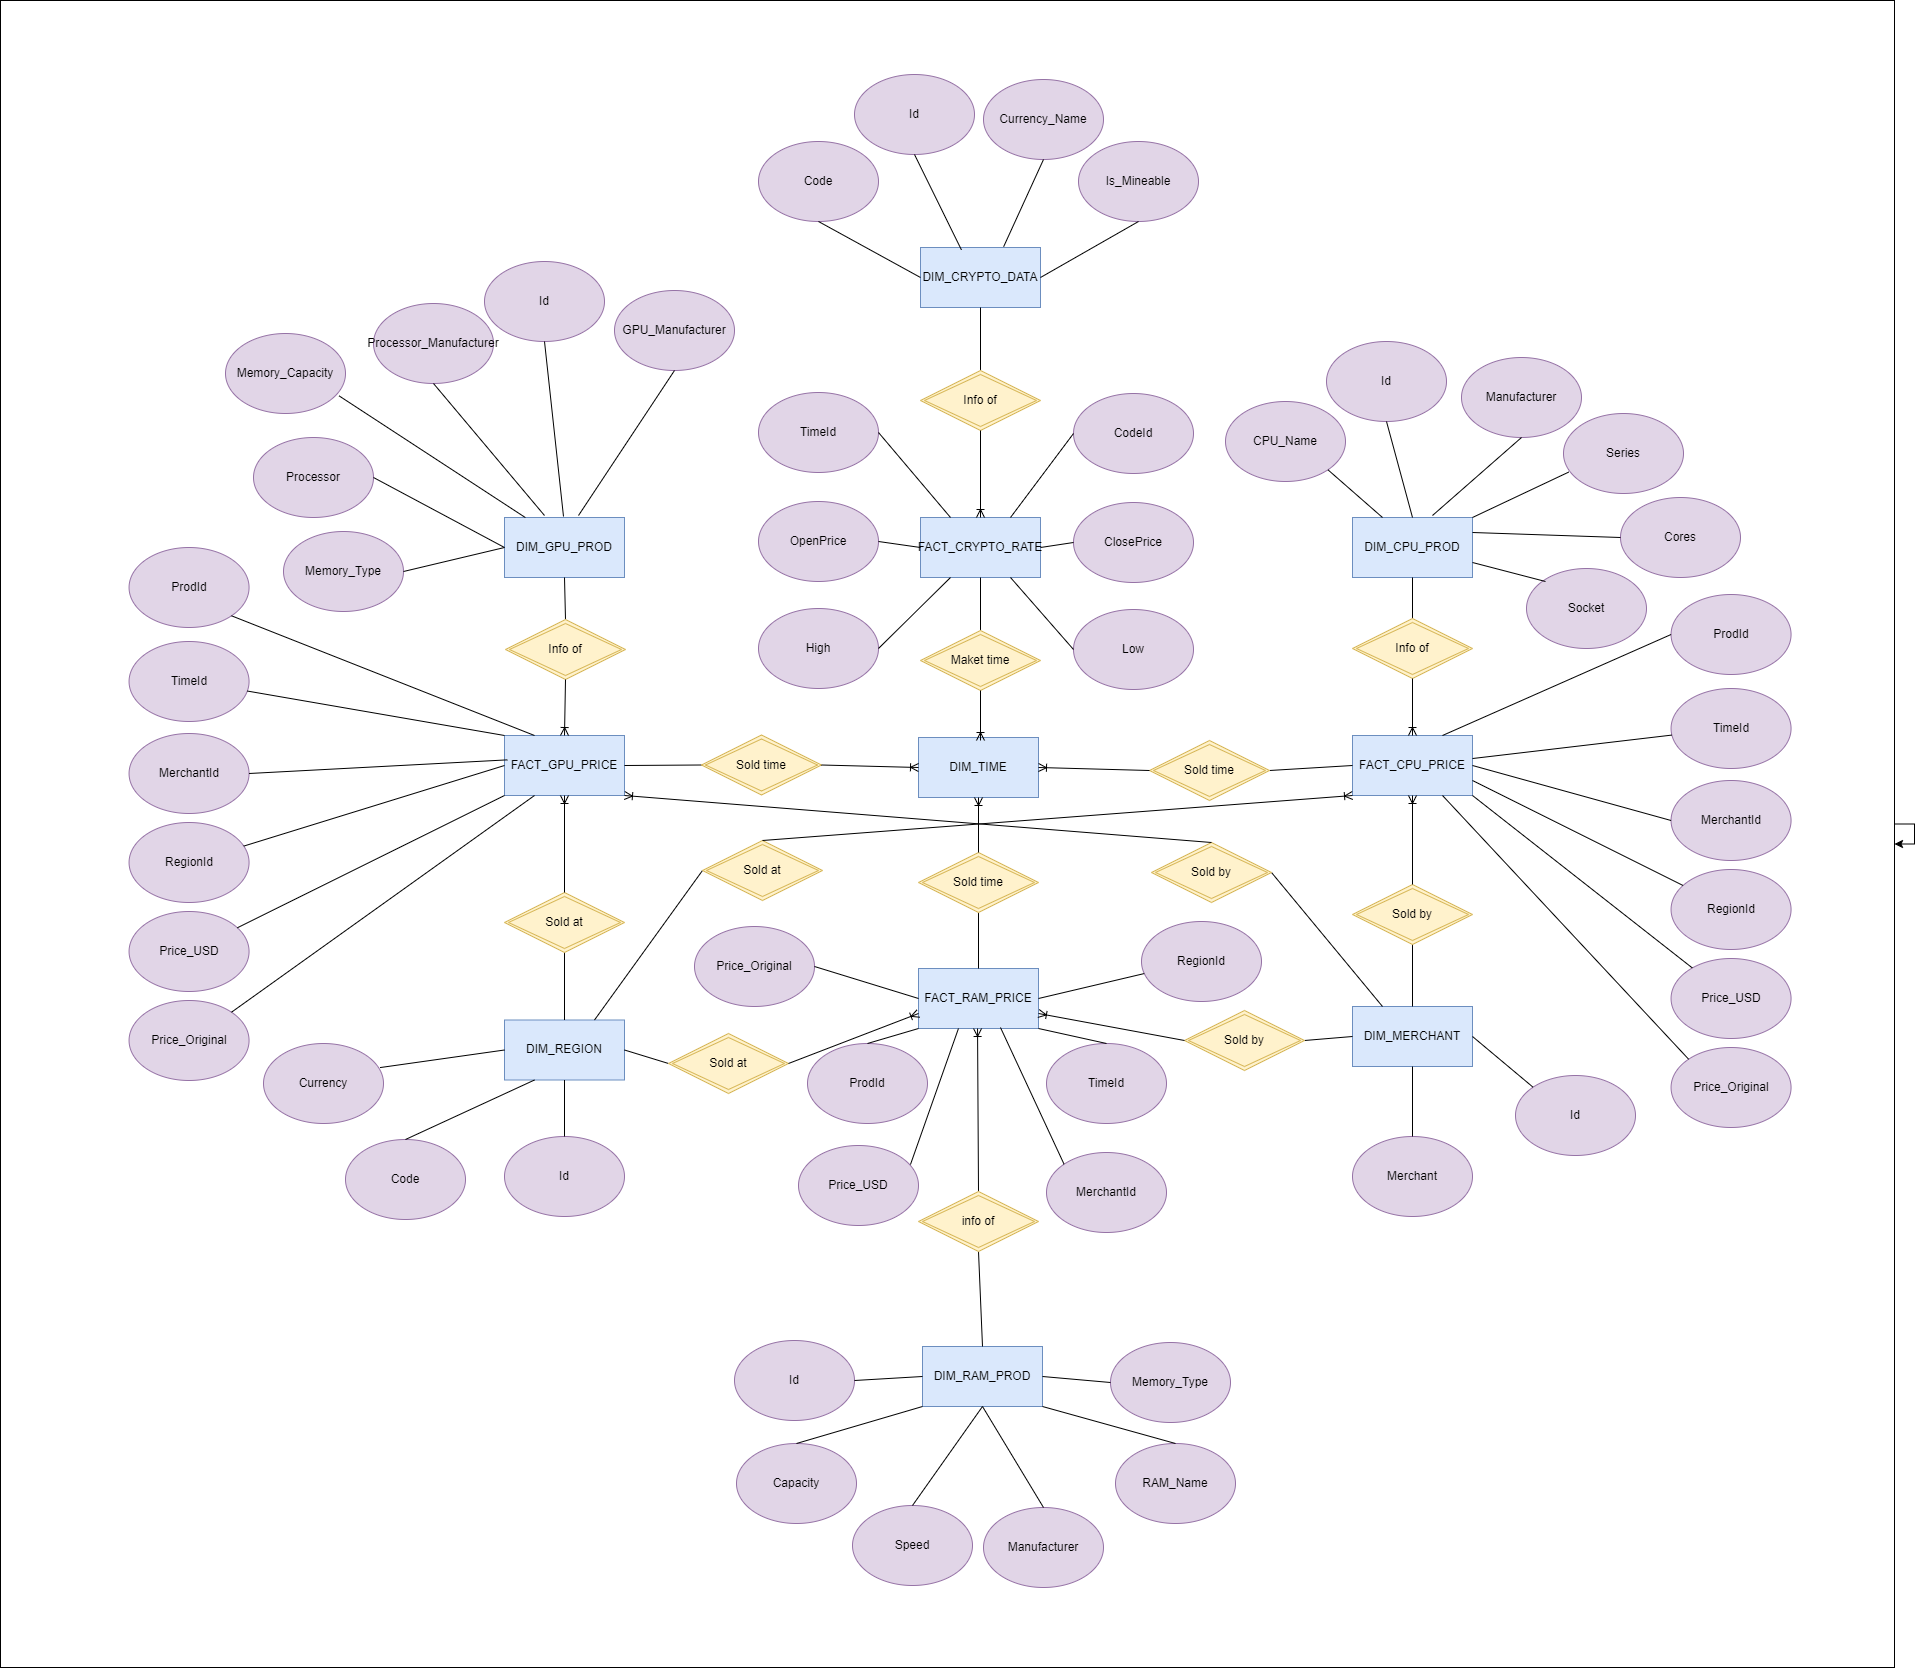 Id
Currency_Name
Code
Is_Mineable
DIM_CRYPTO_DATA
Id
GPU_Manufacturer
Processor_Manufacturer
Memory_Capacity
Processor
Memory_Type
DIM_GPU_PROD
Info of
TimeId
CodeId
OpenPrice
ClosePrice
FACT_CRYPTO_RATE
High
Low
Maket time
Id
Manufacturer
CPU_Name
Series
Cores
DIM_CPU_PROD
Socket
Info of
Info of
ProdId
TimeId
MerchantId
RegionId
Price_USD
Price_Original
FACT_GPU_PRICE
Sold time
DIM_TIME
Sold time
FACT_CPU_PRICE
ProdId
TimeId
MerchantId
RegionId
Price_USD
Price_Original
Sold at
Sold at
Sold time
Sold by
Sold by
Price_Original
RegionId
FACT_RAM_PRICE
DIM_REGION
Sold at
Sold by
DIM_MERCHANT
Currency
Code
Id
ProdId
TimeId
Price_USD
MerchantId
Id
Merchant
info of
DIM_RAM_PROD
Id
Memory_Type
Capacity
RAM_Name
Speed
Manufacturer